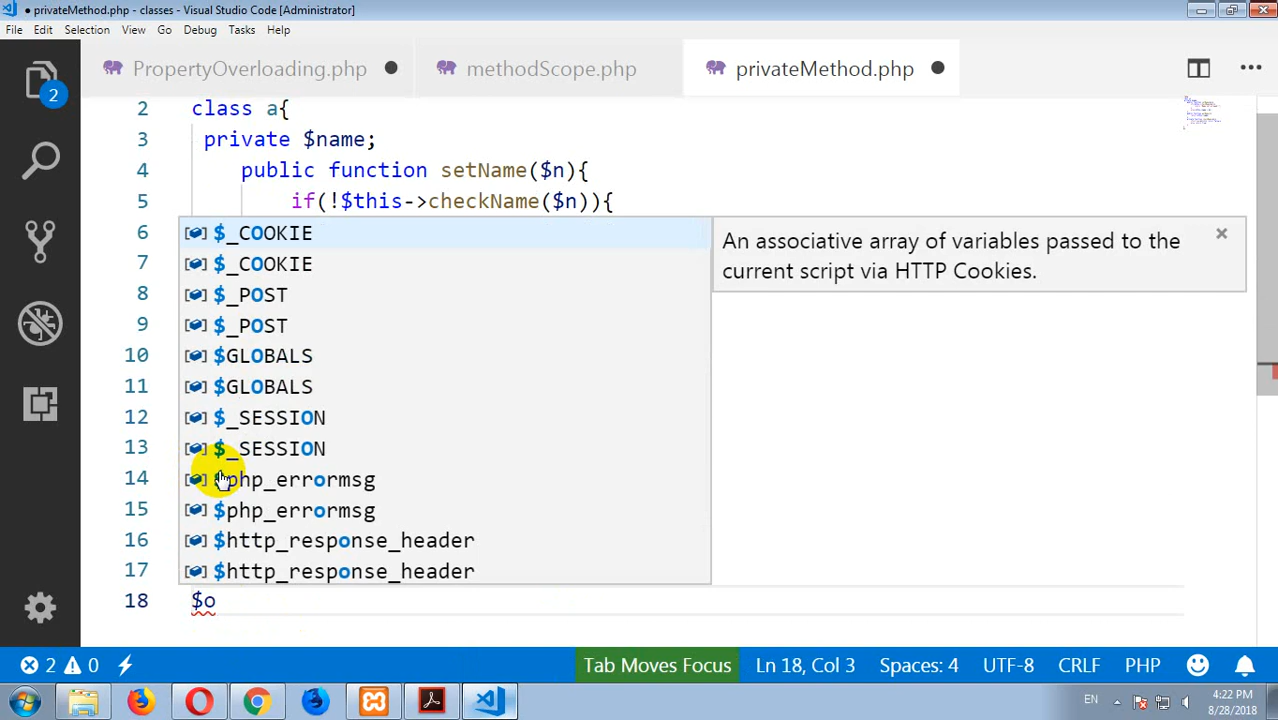 privateMethod.php - classes - Visual Studio Code [Administrator]
File Edit Selection View Go Debug Tasks Help
2 PropertyOverloading.php methodScope.php privateMethod.php
2 class a{
3 private $name;
4 public function setName($n){
5 if(!$this->checkName($n)){
6 $_COOKIE
7 $_COOKIE
8 $_POST
9 $_POST
10 $GLOBALS
11 $GLOBALS
12 $_SESSION
13 $_SESSION
14 $php_errormsg
15 $php_errormsg
16 $http_response_header
17 $http_response_header
18 $o
An associative array of variables passed to the
current script via HTTP Cookies.
2 0 Tab Moves Focus Ln 18, Col 3 Spaces: 4 UTF-8 CRLF PHP
EN 4:22 PM
8/28/2018